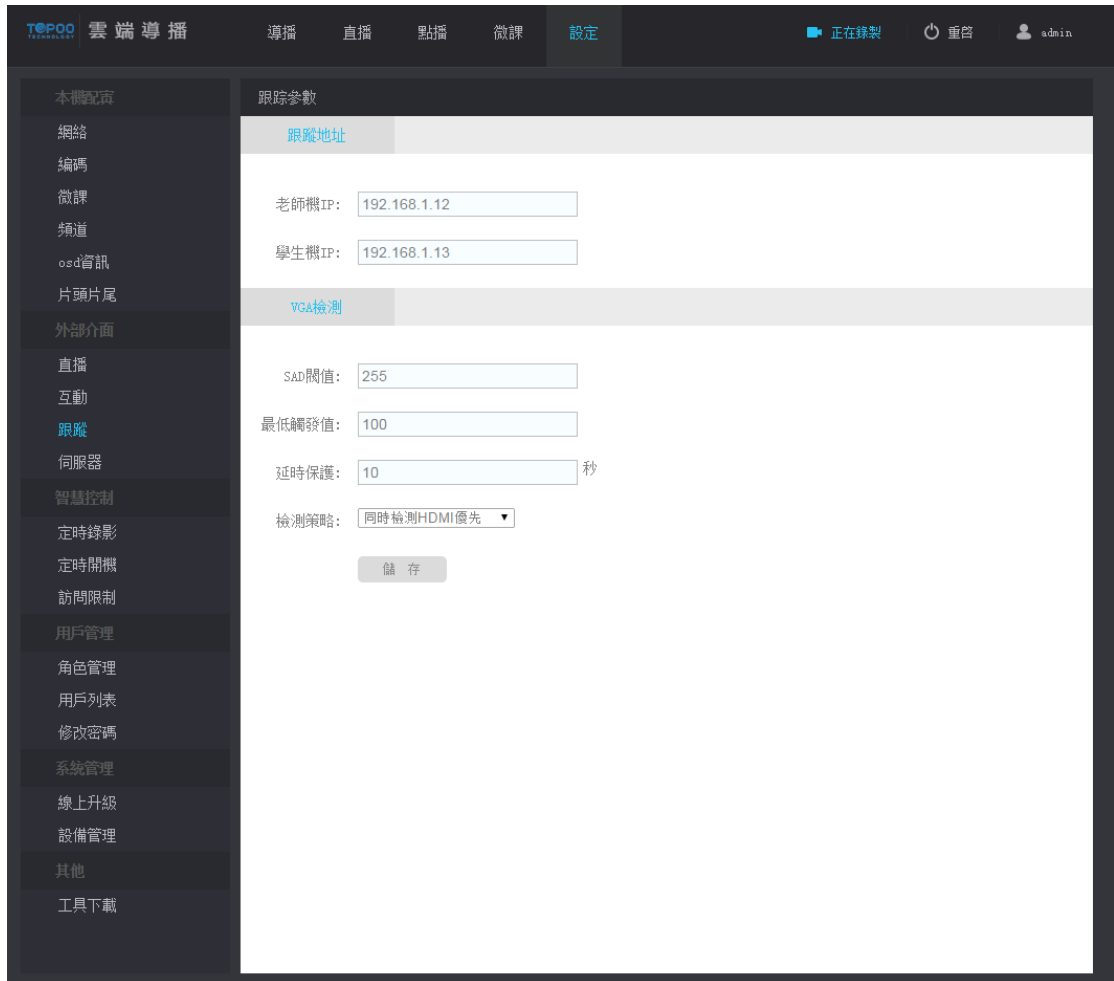 TOPOO TECHNOLOGY 雲端導播 導播 直播 點播 微課 設定 正在錄製 重啓 admin
本機配寘
網絡
編碼
微課
頻道
osd資訊
片頭片尾
外部介面
直播
互動
跟蹤
伺服器
智慧控制
定時錄影
定時開機
訪問限制
用戶管理
角色管理
用戶列表
修改密碼
系統管理
線上升級
設備管理
其他
工具下載
跟踪參數
跟蹤地址
老師機IP: 192.168.1.12
學生機IP: 192.168.1.13
VGA檢測
SAD閾值: 255
最低觸發值: 100
延時保護: 10 秒
檢測策略: 同時檢測HDMI優先
儲 存